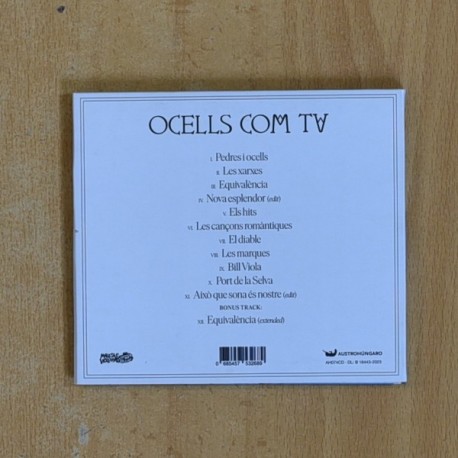 OCELLS COM TU
I. Pedres i ocells
II. Les xarxes
III. Equivalència
IV. Nova esplendor (edit)
V. Els hits
VI. Les cançons romàntiques
VII. El diable
VIII. Les marques
IX. Bill Viola
X. Port de la Selva
XI. Això que sona és nostre (edit)
BONUS TRACK:
XII. Equivalència (extended)
AUSTROHÚNGARO